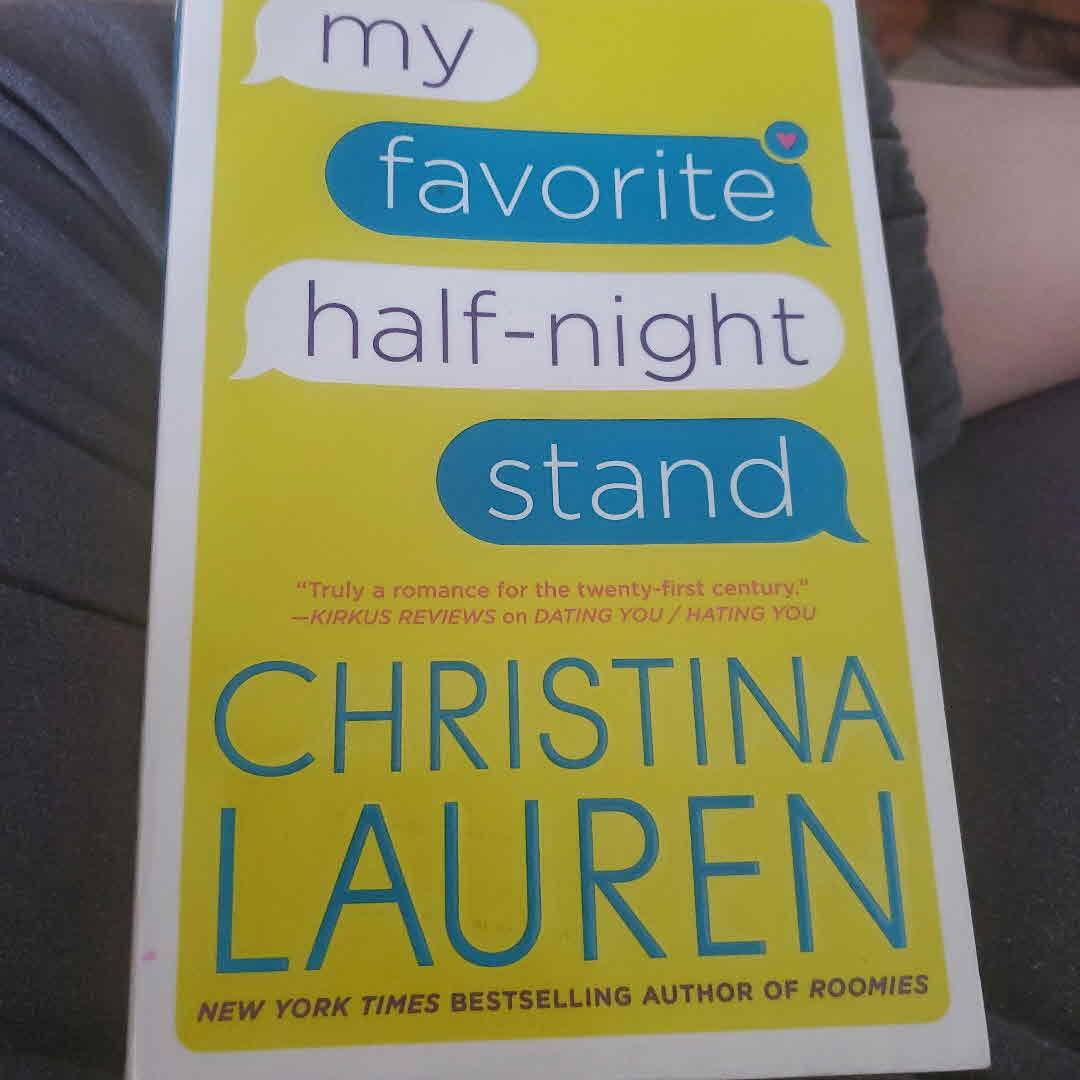 my
favorite
half-night
stand
“Truly a romance for the twenty-first century.”
—KIRKUS REVIEWS on DATING YOU / HATING YOU
CHRISTINA
LAUREN
NEW YORK TIMES BESTSELLING AUTHOR OF ROOMIES